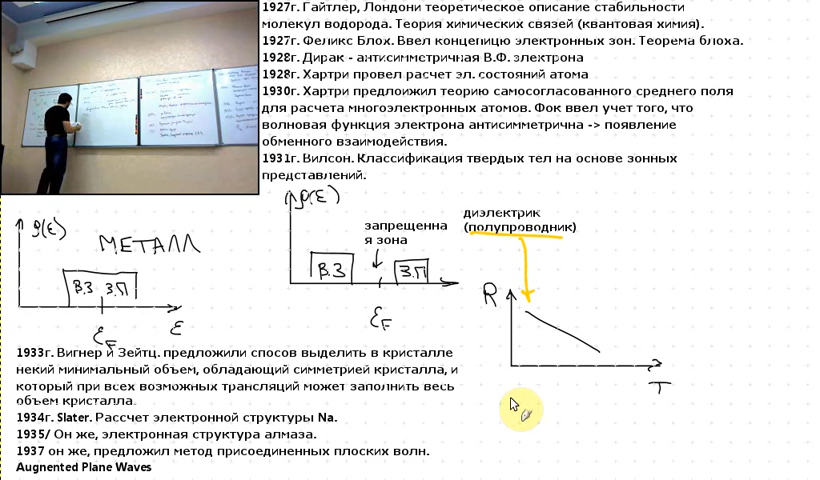 1927г. Гайтлер, Лондони теоретическое описание стабильности
молекул водорода. Теория химических связей (квантовая химия).
1927г. Феликс Блох. Ввел концепицю электронных зон. Теорема блоха.
1928г. Дирак - антисимметричная В.Ф. электрона
1928г. Хартри провел расчет эл. состояний атома
1930г. Хартри предлоижил теорию самосогласованного среднего поля
для расчета многоэлектронных атомов. Фок ввел учет того, что
волновая функция электрона антисимметрична -> появление
обменного взаимодействия.
1931г. Вилсон. Классификация твердых тел на основе зонных
представлений.
ρ(ε)
МЕТАЛЛ
В.З З.П
ε_F
ε
ρ(ε)
запрещенна
я зона
В.З
З.П
ε_F
диэлектрик
(полупроводник)
R
T
1933г. Вигнер и Зейтц. предложили спосов выделить в кристалле
некий минимальный объем, обладающий симметрией кристалла, и
который при всех возможных трансляций может заполнить весь
объем кристалла.
1934г. Slater. Рассчет электронной структуры Na.
1935/ Он же, электронная структура алмаза.
1937 он же, предложил метод присоединенных плоских волн.
Augnented Plane Waves